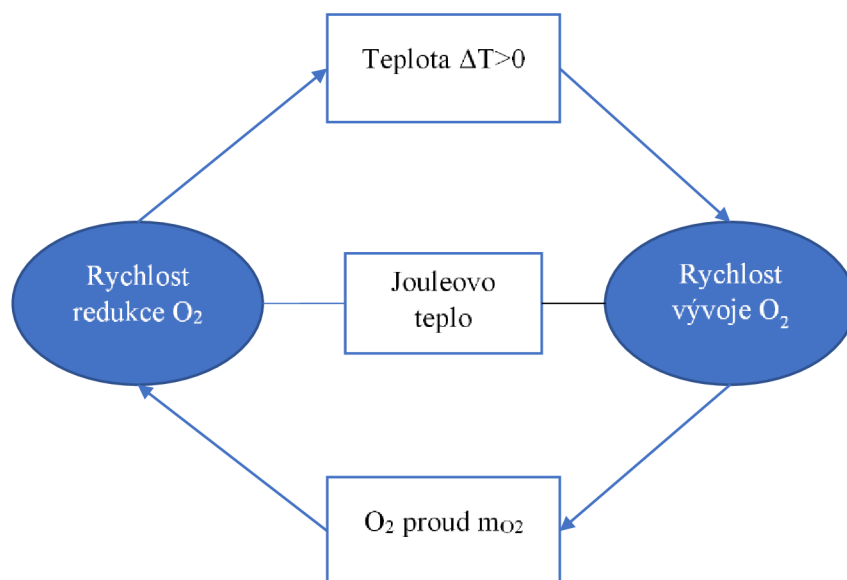 Teplota ΔT>0
Rychlost
redukce O₂
Jouleovo
teplo
Rychlost
vývoje O₂
O₂ proud mO₂